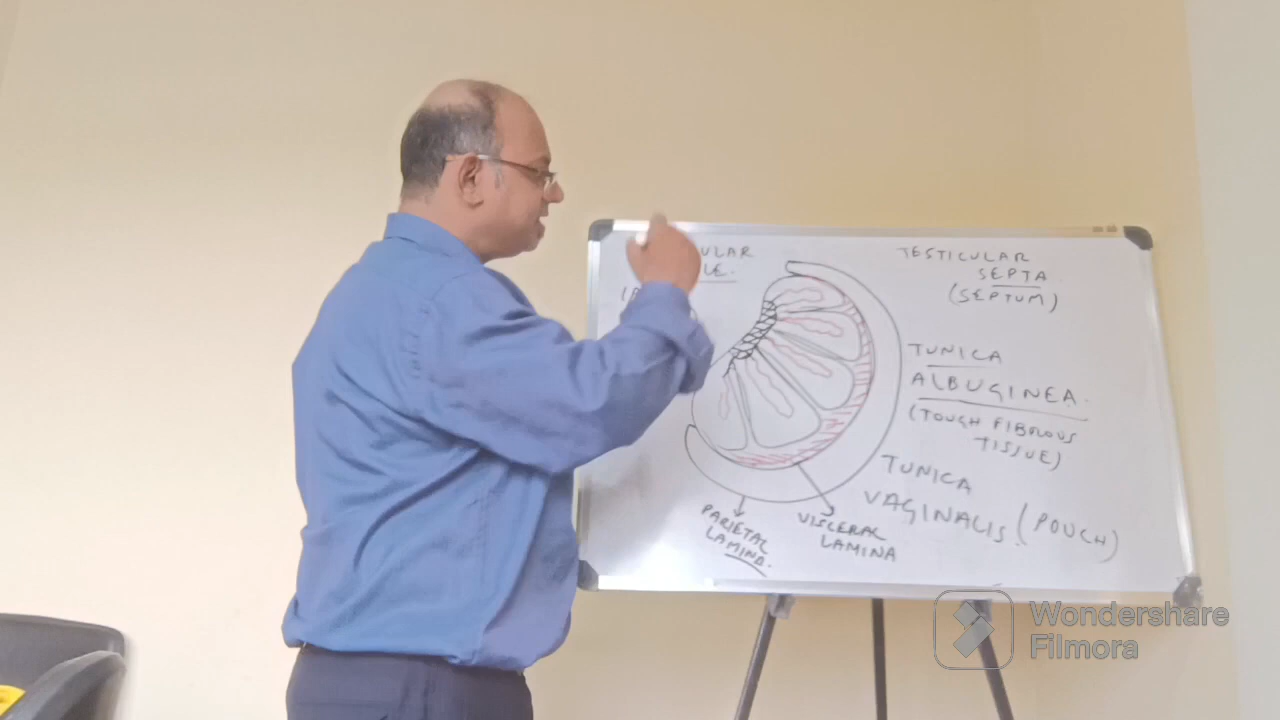 TESTICULAR
SEPTA
(SEPTUM)
TUNICA
ALBUGINEA.
(TOUGH FIBROUS
TISSUE)
TUNICA
VAGINALIS (POUCH)
PARIETAL
LAMINA.
VISCERAL
LAMINA
Wondershare
Filmora